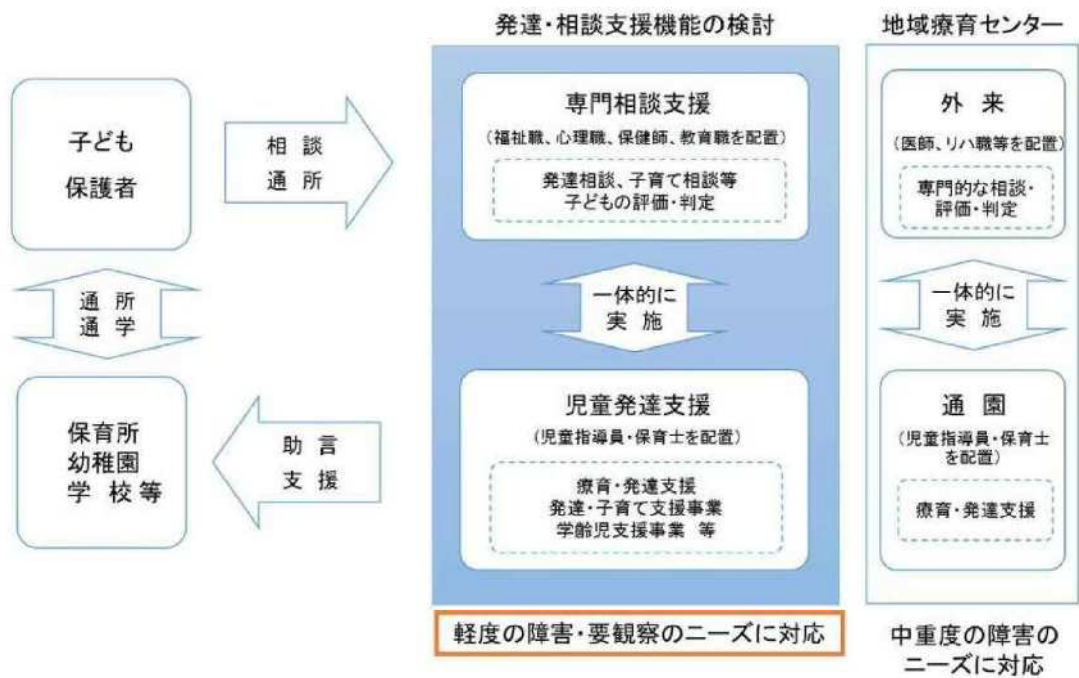 発達・相談支援機能の検討
地域療育センター
子ども
保護者
相 談
通 所
専門相談支援
(福祉職、心理職、保健師、教育職を配置)
発達相談、子育て相談等
子どもの評価・判定
外 来
(医師、リハ職等を配置)
専門的な相談・
評価・判定
通 所
通 学
一体的に
実 施
一体的に
実 施
保育所
幼稚園
学 校 等
助 言
支 援
児童発達支援
(児童指導員・保育士を配置)
療育・発達支援
発達・子育て支援事業
学齢児支援事業 等
通 園
(児童指導員・保育士
を配置)
療育・発達支援
軽度の障害・要観察のニーズに対応
中重度の障害の
ニーズに対応